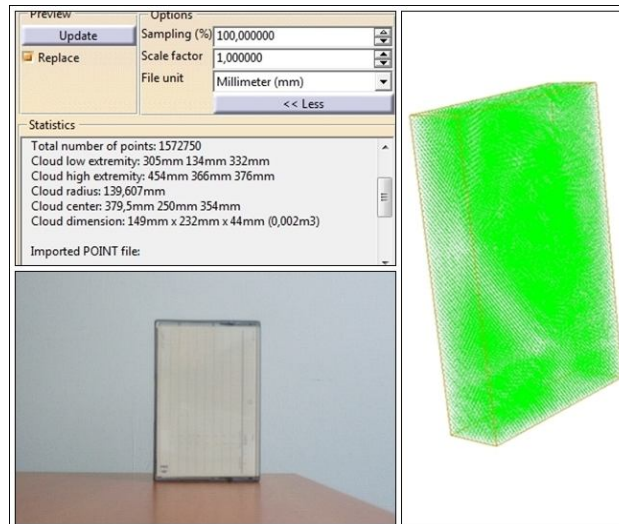 Preview
Update
Replace
Options
Sampling (%) 100,000000
Scale factor 1,000000
File unit Millimeter (mm)
<< Less
Statistics
Total number of points: 1572750
Cloud low extremity: 305mm 134mm 332mm
Cloud high extremity: 454mm 366mm 376mm
Cloud radius: 139,607mm
Cloud center: 379,5mm 250mm 354mm
Cloud dimension: 149mm x 232mm x 44mm (0,002m3)
Imported POINT file: